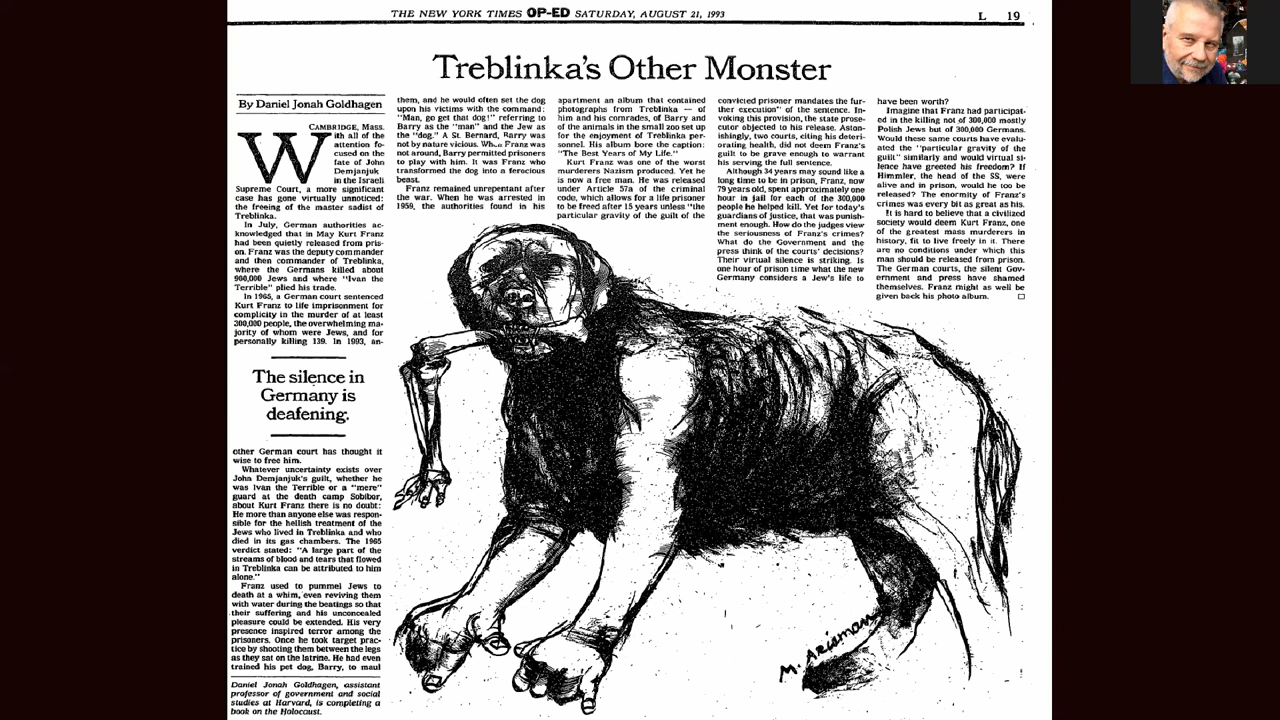 THE NEW YORK TIMES OP-ED SATURDAY, AUGUST 21, 1993
L 19
Treblinka's Other Monster
By Daniel Jonah Goldhagen
CAMBRIDGE, Mass.
With all of the
attention fo-
cused on the
fate of John
Demjanjuk
in the Israeli
Supreme Court, a more significant
case has gone virtually unnoticed:
the freeing of the master sadist of
Treblinka.
In July, German authorities ac-
knowledged that in May Kurt Franz
had been quietly released from pris-
on. Franz was the deputy commander
and then commander of Treblinka,
where the Germans killed about
900,000 Jews and where "Ivan the
Terrible" plied his trade.
In 1965, a German court sentenced
Kurt Franz to life imprisonment for
complicity in the murder of at least
300,000 people, the overwhelming ma-
jority of whom were Jews, and for
personally killing 139. In 1993, an-
The silence in
Germany is
deafening.
other German court has thought it
wise to free him.
Whatever uncertainty exists over
John Demjanjuk's guilt, whether he
was Ivan the Terrible or a "mere"
guard at the death camp Sobibor,
about Kurt Franz there is no doubt:
He more than anyone else was respon-
sible for the hellish treatment of the
Jews who lived in Treblinka and who
died in its gas chambers. The 1965
verdict stated: "A large part of the
streams of blood and tears that flowed
in Treblinka can be attributed to him
alone."
Franz used to pummel Jews to
death at a whim, even reviving them
with water during the beatings so that
their suffering and his unconcealed
pleasure could be extended. His very
presence inspired terror among the
prisoners. Once he took target prac-
tice by shooting them between the legs
as they sat on the latrine. He had even
trained his pet dog, Barry, to maul
Daniel Jonah Goldhagen, assistant
professor of government and social
studies at Harvard, is completing a
book on the Holocaust.
them, and he would often set the dog
upon his victims with the command:
"Man, go get that dog!" referring to
Barry as the "man" and the Jew as
the "dog." A St. Bernard, Barry was
not by nature vicious. When Franz was
not around, Barry permitted prisoners
to play with him. It was Franz who
transformed the dog into a ferocious
beast.
Franz remained unrepentant after
the war. When he was arrested in
1959, the authorities found in his
apartment an album that contained
photographs from Treblinka — of
him and his comrades, of Barry and
of the animals in the small zoo set up
for the enjoyment of Treblinka per-
sonnel. His album bore the caption:
"The Best Years of My Life."
Kurt Franz was one of the worst
murderers Nazism produced. Yet he
is now a free man. He was released
under Article 57a of the criminal
code, which allows for a life prisoner
to be freed after 15 years unless "the
particular gravity of the guilt of the
convicted prisoner mandates the fur-
ther execution" of the sentence. In-
voking this provision, the state prose-
cutor objected to his release. Aston-
ishingly, two courts, citing his deteri-
orating health, did not deem Franz's
guilt to be grave enough to warrant
his serving the full sentence.
Although 34 years may sound like a
long time to be in prison, Franz, now
79 years old, spent approximately one
hour in jail for each of the 300,000
people he helped kill. Yet for today's
guardians of justice, that was punish-
ment enough. How do the judges view
the seriousness of Franz's crimes?
What do the Government and the
press think of the courts' decisions?
Their virtual silence is striking. Is
one hour of prison time what the new
Germany considers a Jew's life to
have been worth?
Imagine that Franz had participat-
ed in the killing not of 300,000 mostly
Polish Jews but of 300,000 Germans.
Would these same courts have evalu-
ated the "particular gravity of the
guilt" similarly and would virtual si-
lence have greeted his freedom? If
Himmler, the head of the SS, were
alive and in prison, would he too be
released? The enormity of Franz's
crimes was every bit as great as his.
It is hard to believe that a civilized
society would deem Kurt Franz, one
of the greatest mass murderers in
history, fit to live freely in it. There
are no conditions under which this
man should be released from prison.
The German courts, the silent Gov-
ernment and press have shamed
themselves. Franz might as well be
given back his photo album.
M. Arisman